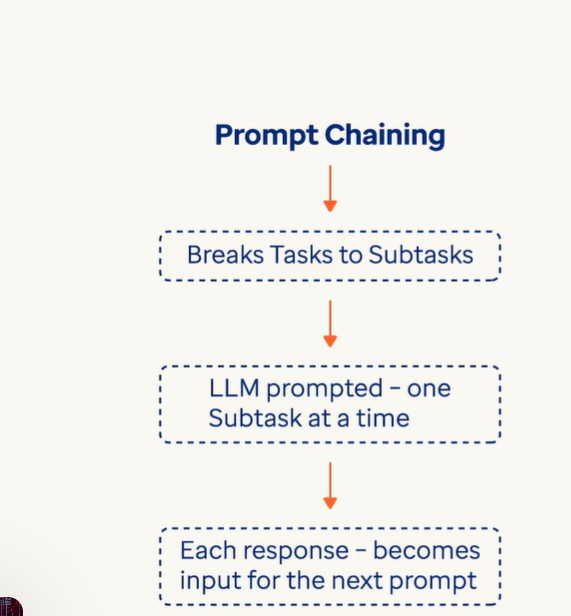 Prompt Chaining
Breaks Tasks to Subtasks
LLM prompted – one
Subtask at a time
Each response – becomes
input for the next prompt